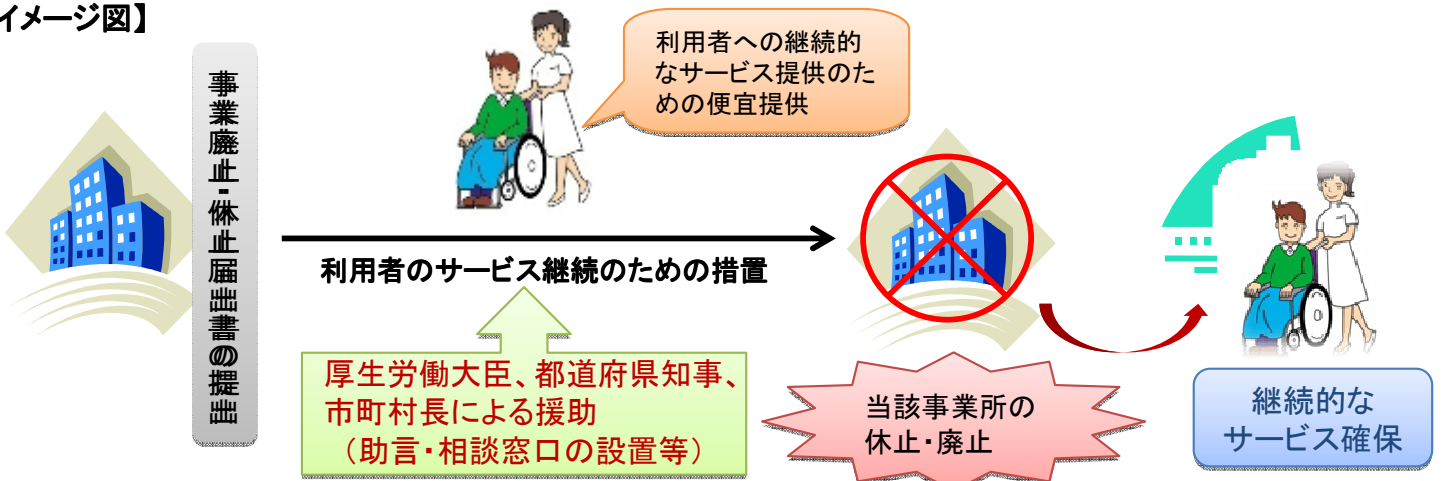 イメージ図】
事業廃止・休止届出書の提出
利用者への継続的
なサービス提供のた
めの便宜提供
利用者のサービス継続のための措置
厚生労働大臣、都道府県知事、
市町村長による援助
（助言・相談窓口の設置等）
当該事業所の
休止・廃止
継続的な
サービス確保